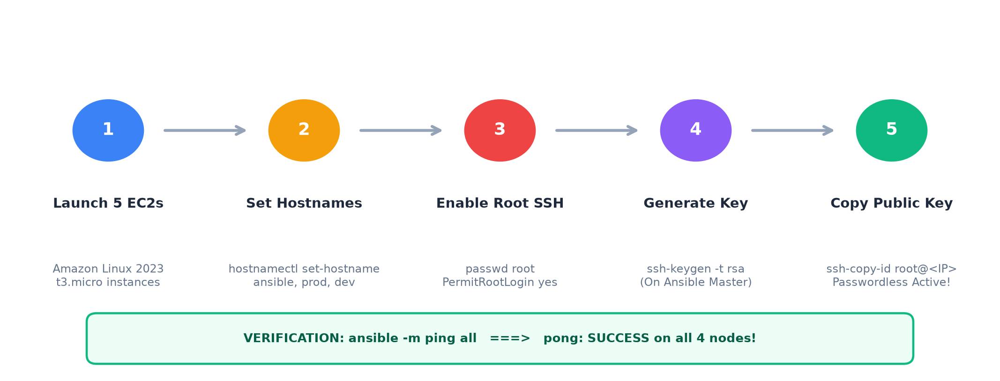 1
2
3
4
5
Launch 5 EC2s
Set Hostnames
Enable Root SSH
Generate Key
Copy Public Key
Amazon Linux 2023
t3.micro instances
hostnamectl set-hostname
ansible, prod, dev
passwd root
PermitRootLogin yes
ssh-keygen -t rsa
(On Ansible Master)
ssh-copy-id root@<IP>
Passwordless Active!
VERIFICATION: ansible -m ping all ===> pong: SUCCESS on all 4 nodes!